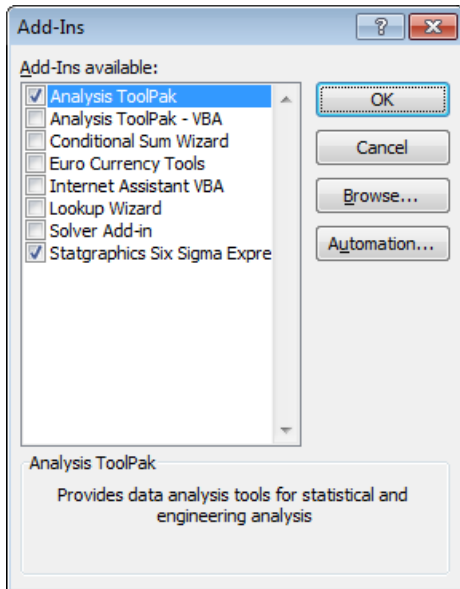 Add-Ins
Add-Ins available:
Analysis ToolPak
Analysis ToolPak - VBA
Conditional Sum Wizard
Euro Currency Tools
Internet Assistant VBA
Lookup Wizard
Solver Add-in
Statgraphics Six Sigma Expre
OK
Cancel
Browse...
Automation...
Analysis ToolPak
Provides data analysis tools for statistical and
engineering analysis